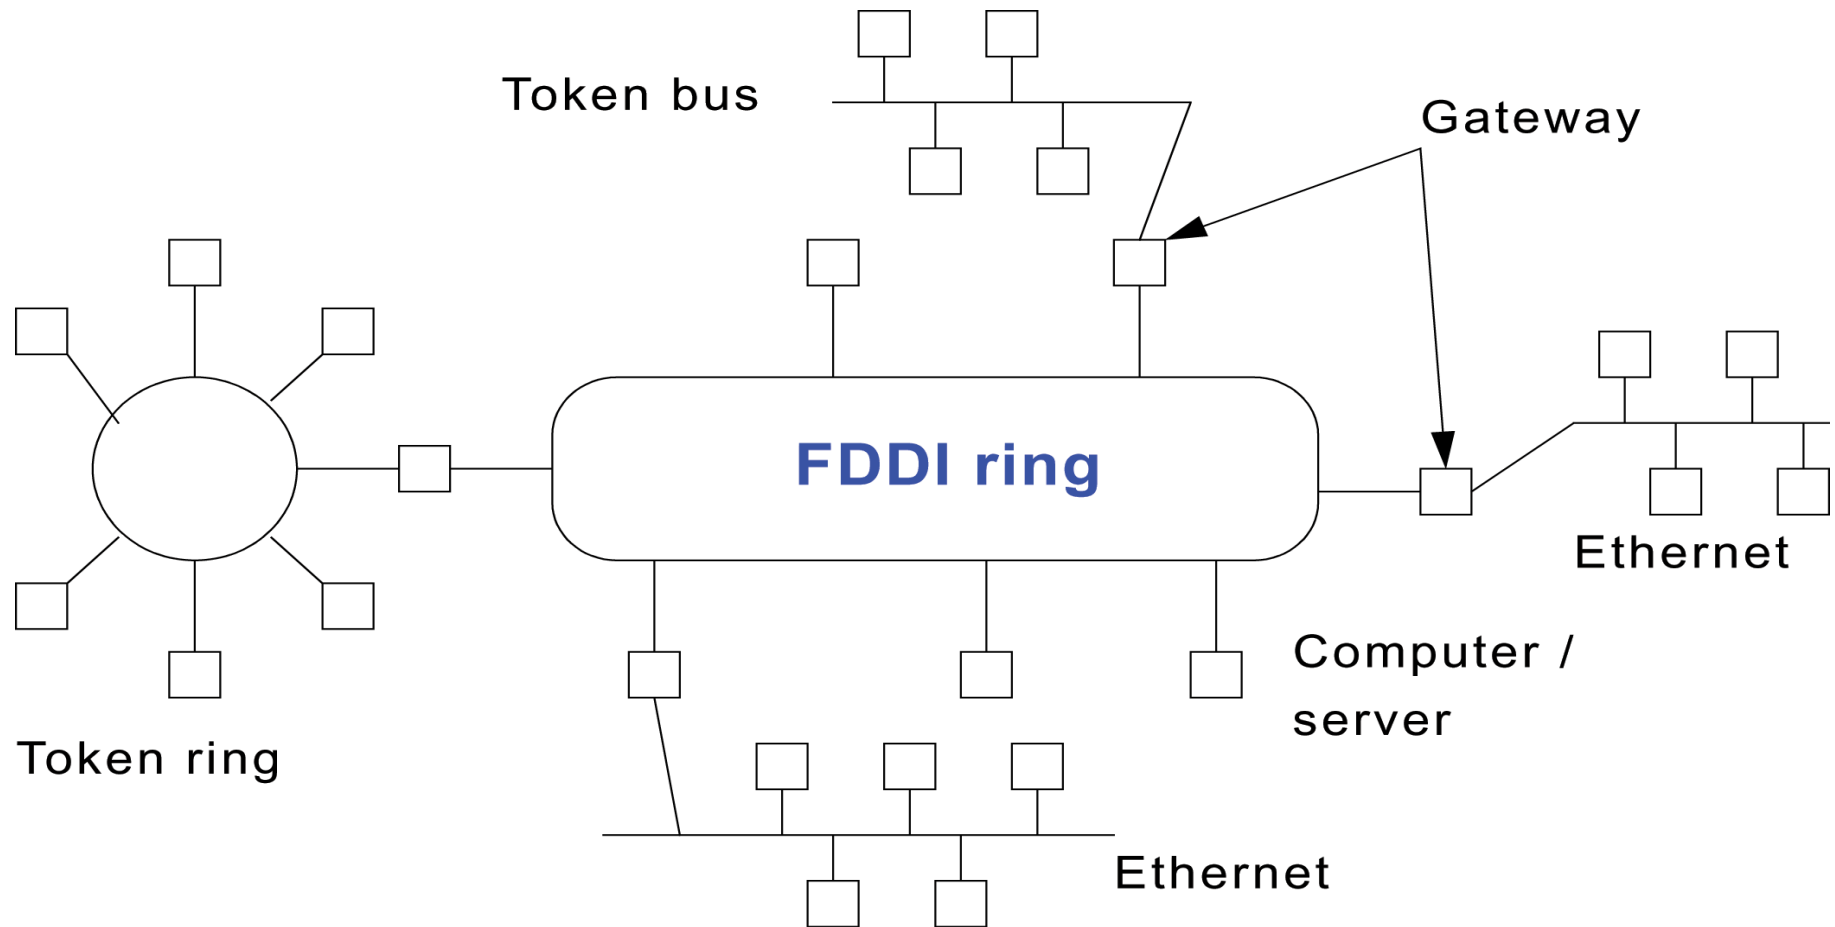 Token bus
Gateway
FDDI ring
Ethernet
Computer /
server
Token ring
Ethernet